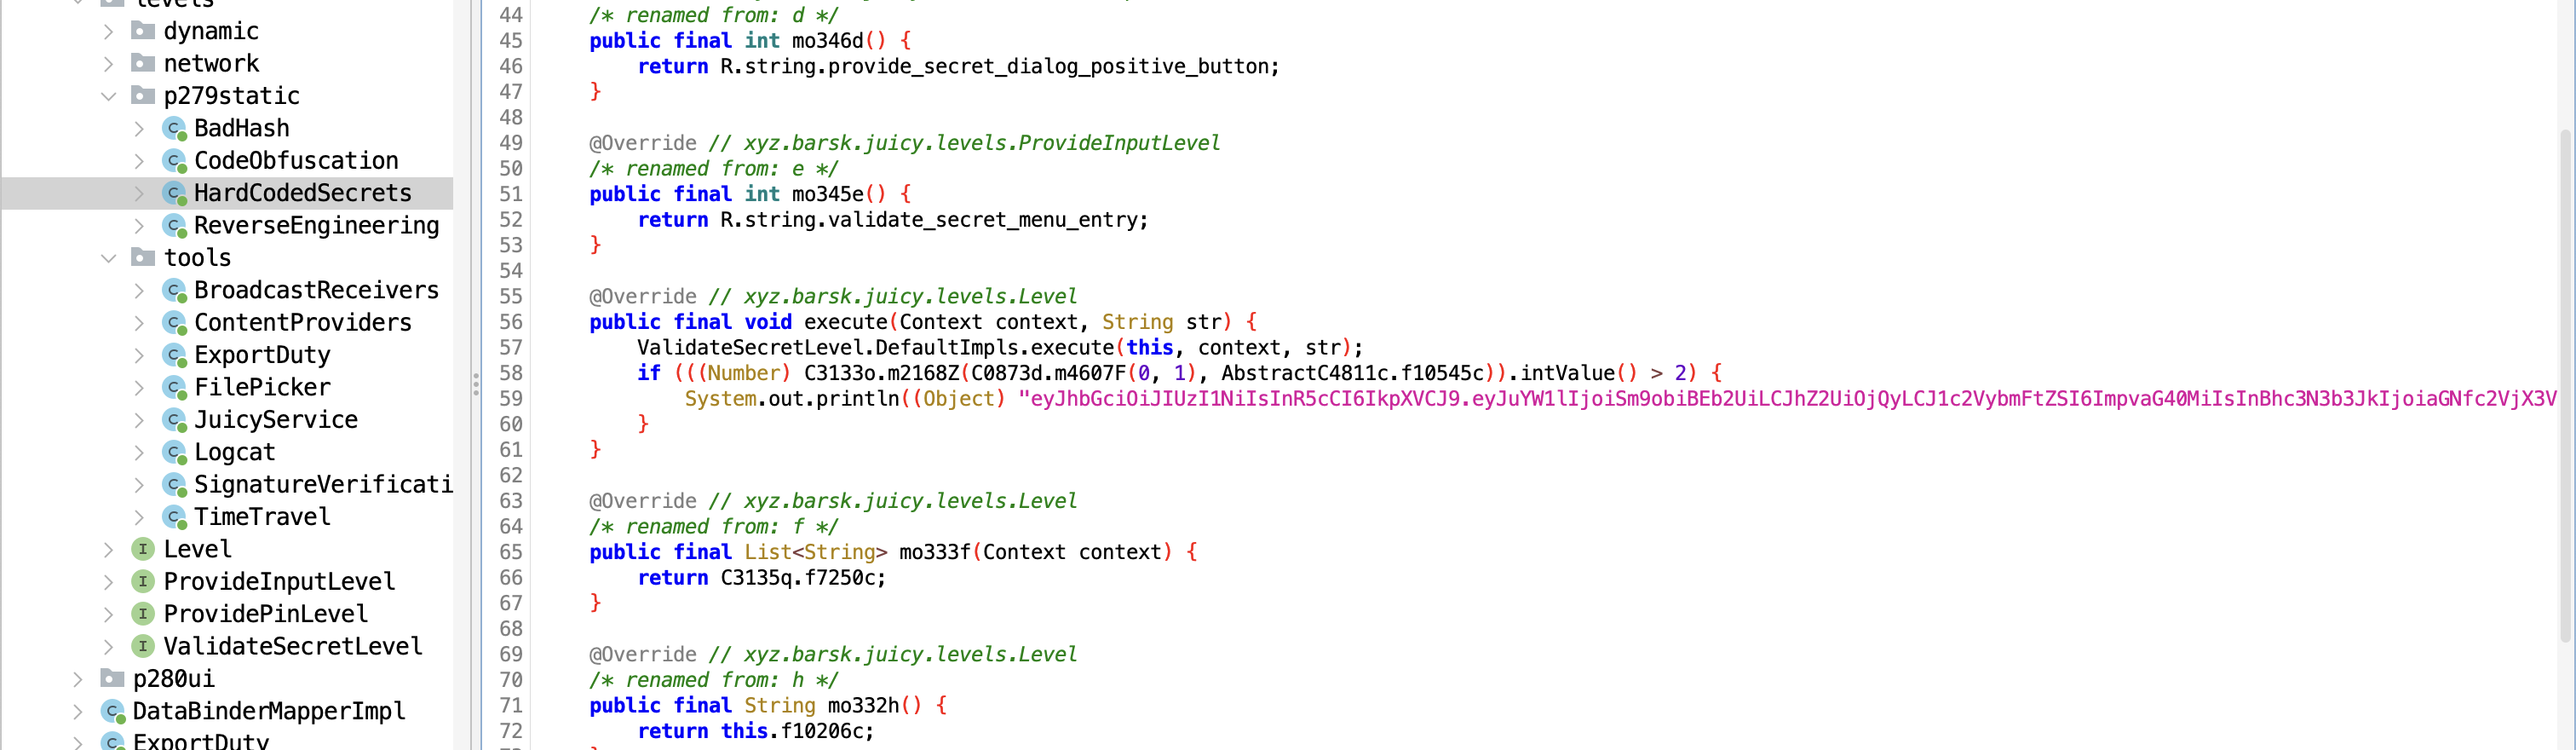 levels
dynamic
network
p279static
BadHash
CodeObfuscation
HardCodedSecrets
ReverseEngineering
tools
BroadcastReceivers
ContentProviders
ExportDuty
FilePicker
JuicyService
Logcat
SignatureVerificati
TimeTravel
Level
ProvideInputLevel
ProvidePinLevel
ValidateSecretLevel
p280ui
DataBinderMapperImpl
ExportDuty
44 /* renamed from: d */
45 public final int mo346d() {
46 return R.string.provide_secret_dialog_positive_button;
47 }
48
49 @Override // xyz.barsk.juicy.levels.ProvideInputLevel
50 /* renamed from: e */
51 public final int mo345e() {
52 return R.string.validate_secret_menu_entry;
53 }
54
55 @Override // xyz.barsk.juicy.levels.Level
56 public final void execute(Context context, String str) {
57 ValidateSecretLevel.DefaultImpls.execute(this, context, str);
58 if (((Number) C3133o.m2168Z(C0873d.m4607F(0, 1), AbstractC4811c.f10545c)).intValue() > 2) {
59 System.out.println((Object) "eyJhbGciOiJIUzI1NiIsInR5cCI6IkpXVCJ9.eyJuYW1lIjoiSm9obiBEb2UiLCJhZ2UiOjQyLCJ1c2VybmFtZSI6ImpvaG40MiIsInBhc3N3b3JkIjoiaGNfc2VjX3V
60 }
61 }
62
63 @Override // xyz.barsk.juicy.levels.Level
64 /* renamed from: f */
65 public final List<String> mo333f(Context context) {
66 return C3135q.f7250c;
67 }
68
69 @Override // xyz.barsk.juicy.levels.Level
70 /* renamed from: h */
71 public final String mo332h() {
72 return this.f10206c;